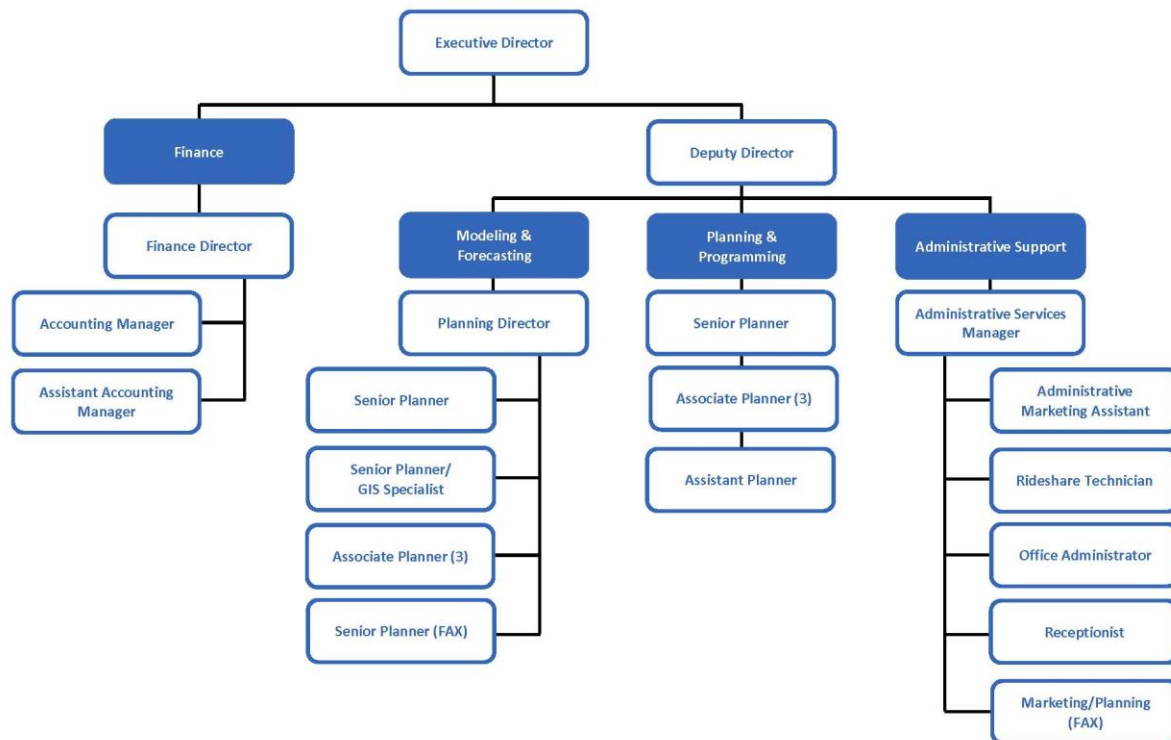 Executive Director
Finance
Deputy Director
Finance Director
Modeling &
Forecasting
Planning &
Programming
Administrative Support
Accounting Manager
Planning Director
Senior Planner
Administrative Services
Manager
Assistant Accounting
Manager
Senior Planner
Associate Planner (3)
Administrative
Marketing Assistant
Senior Planner/
GIS Specialist
Assistant Planner
Rideshare Technician
Associate Planner (3)
Office Administrator
Senior Planner (FAX)
Receptionist
Marketing/Planning
(FAX)